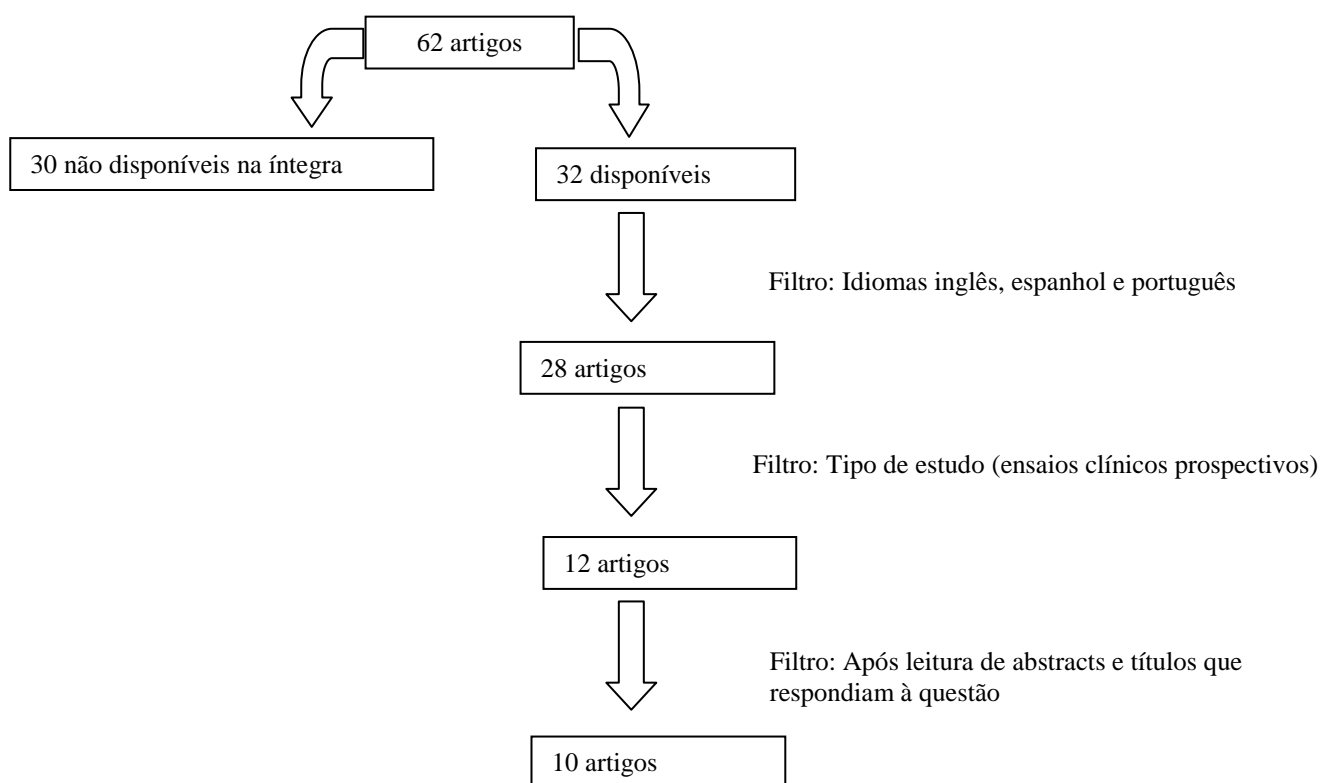 62 artigos
30 não disponíveis na íntegra
32 disponíveis
Filtro: Idiomas inglês, espanhol e português
28 artigos
Filtro: Tipo de estudo (ensaios clínicos prospectivos)
12 artigos
Filtro: Após leitura de abstracts e títulos que
respondiam à questão
10 artigos